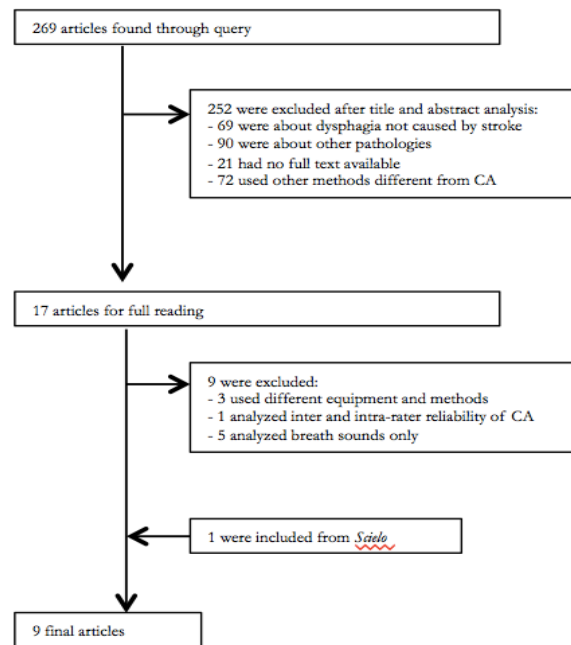 269 articles found through query
252 were excluded after title and abstract analysis:
- 69 were about dysphagia not caused by stroke
- 90 were about other pathologies
- 21 had no full text available
- 72 used other methods different from CA
17 articles for full reading
9 were excluded:
- 3 used different equipment and methods
- 1 analyzed inter and intra-rater reliability of CA
- 5 analyzed breath sounds only
1 were included from Scielo
9 final articles